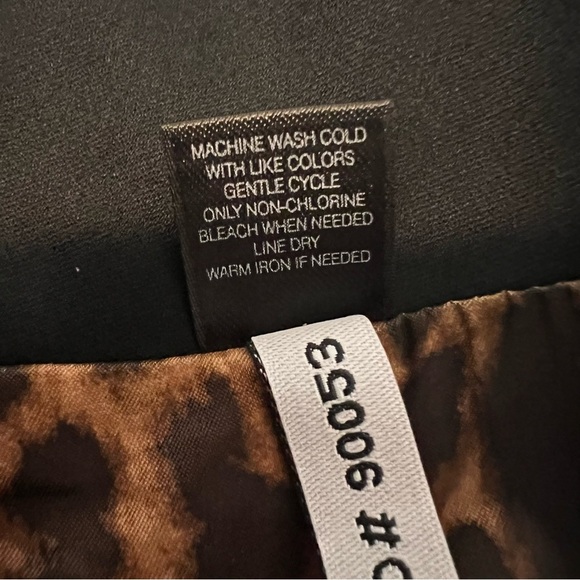 MACHINE WASH COLD
WITH LIKE COLORS
GENTLE CYCLE
ONLY NON-CHLORINE
BLEACH WHEN NEEDED
LINE DRY
WARM IRON IF NEEDED
# 90053